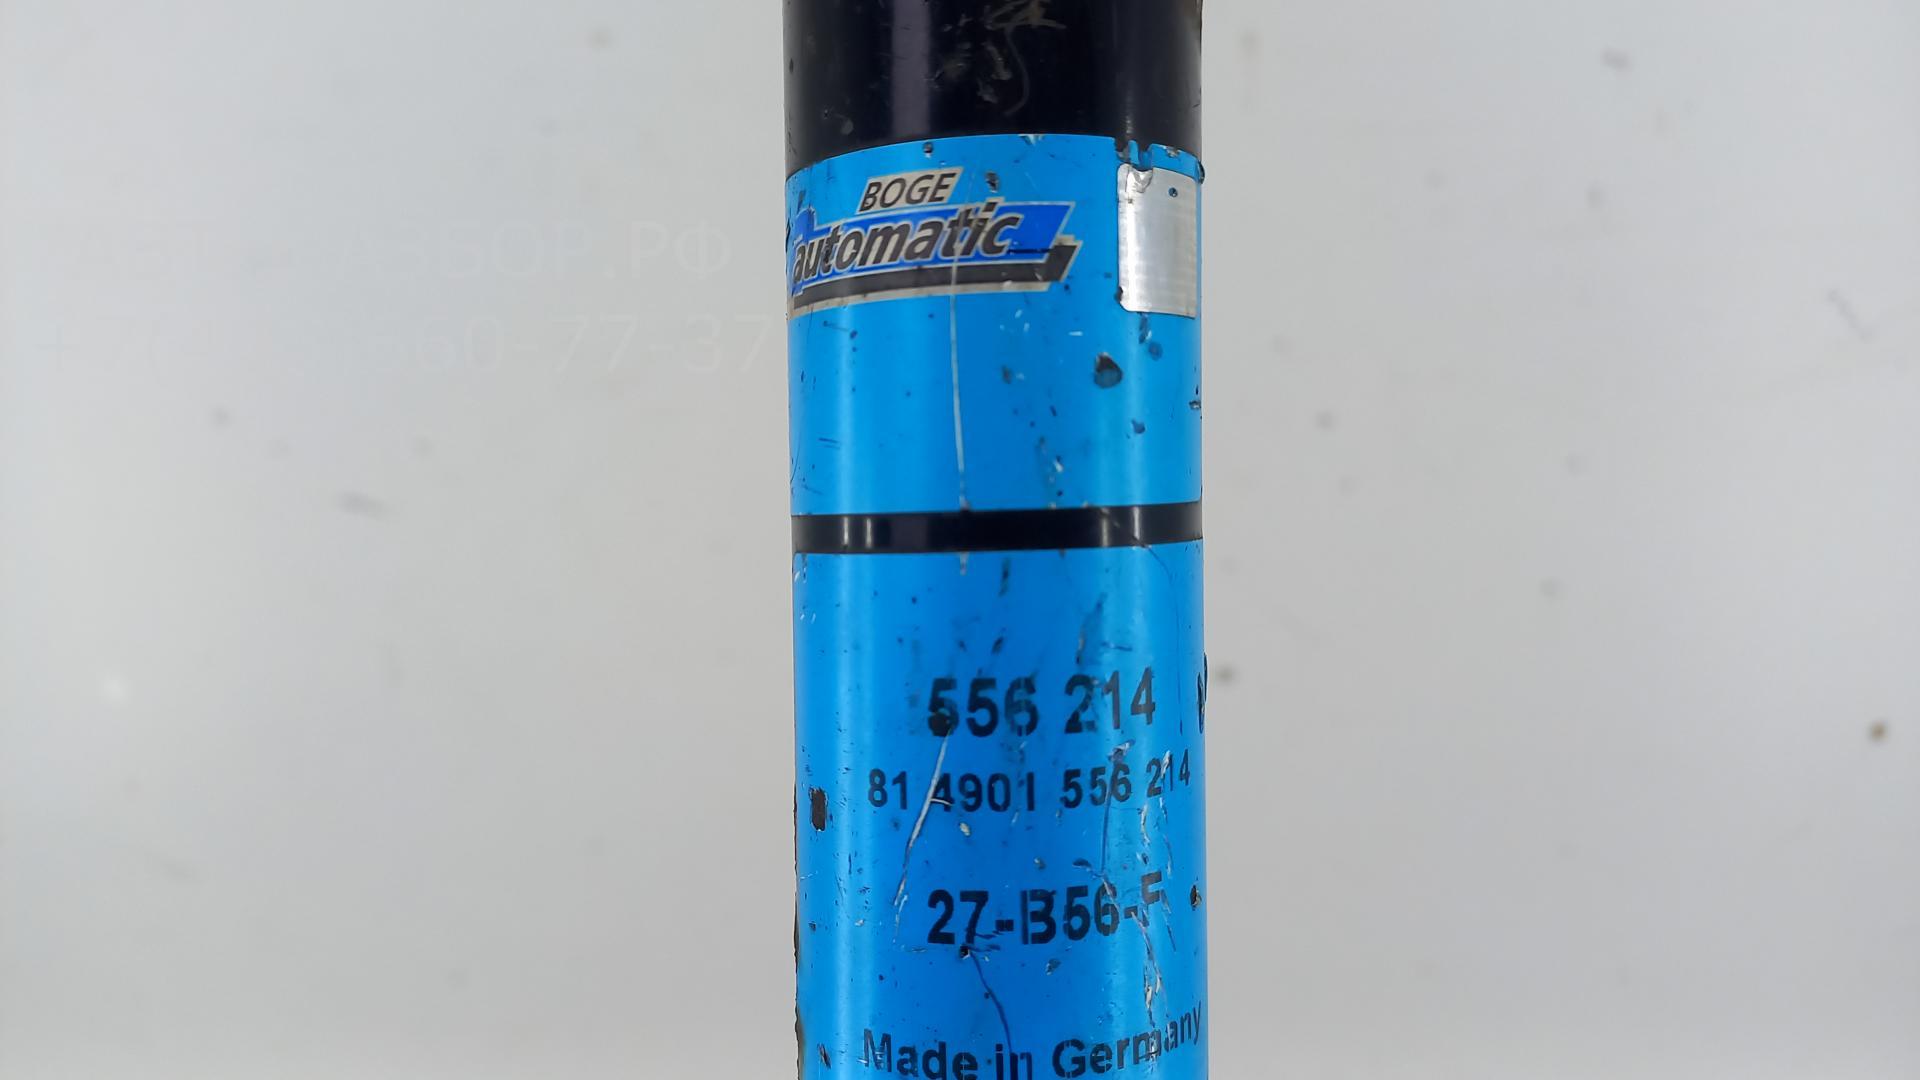 BOGE
automatic
556 214
81 4901 556 214
27-B56-F
Made in Germany